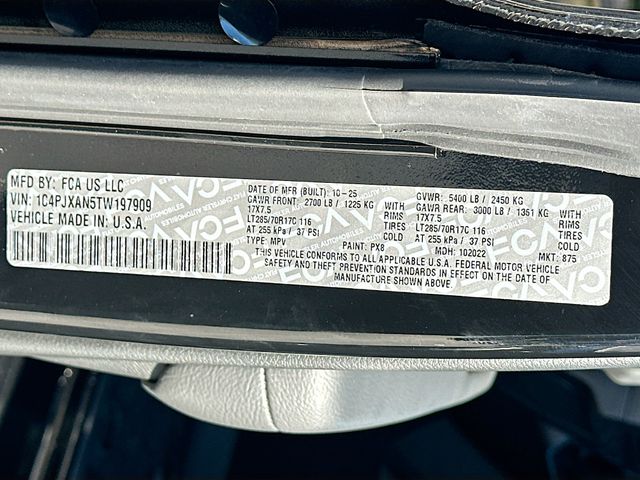 MFD BY: FCA US LLC
VIN: 1C4PJXAN5TW197909
VEHICLE MADE IN: U.S.A.
DATE OF MFR (BUILT): 10-25
GAWR FRONT: 2700 LB / 1225 KG WITH
17X7.5 RIMS
LT285/70R17C 116 TIRES
AT 255 kPa / 37 PSI COLD
TYPE: MPV PAINT: PX8
GVWR: 5400 LB / 2450 KG
GAWR REAR: 3000 LB / 1361 KG WITH
17X7.5 RIMS
LT285/70R17C 116 TIRES
AT 255 kPa / 37 PSI COLD
MDH: 102022 MKT: 875
THIS VEHICLE CONFORMS TO ALL APPLICABLE U.S.A. FEDERAL MOTOR VEHICLE
SAFETY AND THEFT PREVENTION STANDARDS IN EFFECT ON THE DATE OF
MANUFACTURE SHOWN ABOVE.